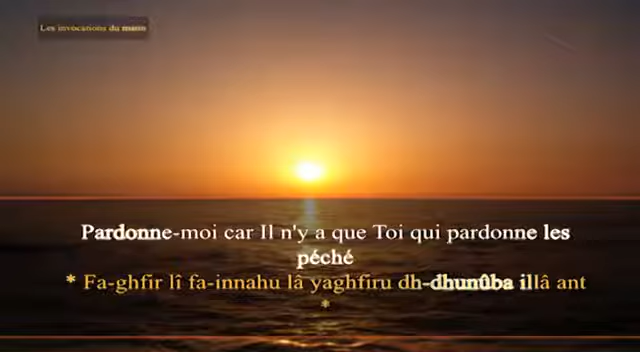 Les invocations du matin
Pardonne-moi car Il n'y a que Toi qui pardonne les
péché
* Fa-ghfir lî fa-innahu lâ yaghfiru dh-dhunûba illâ ant
*